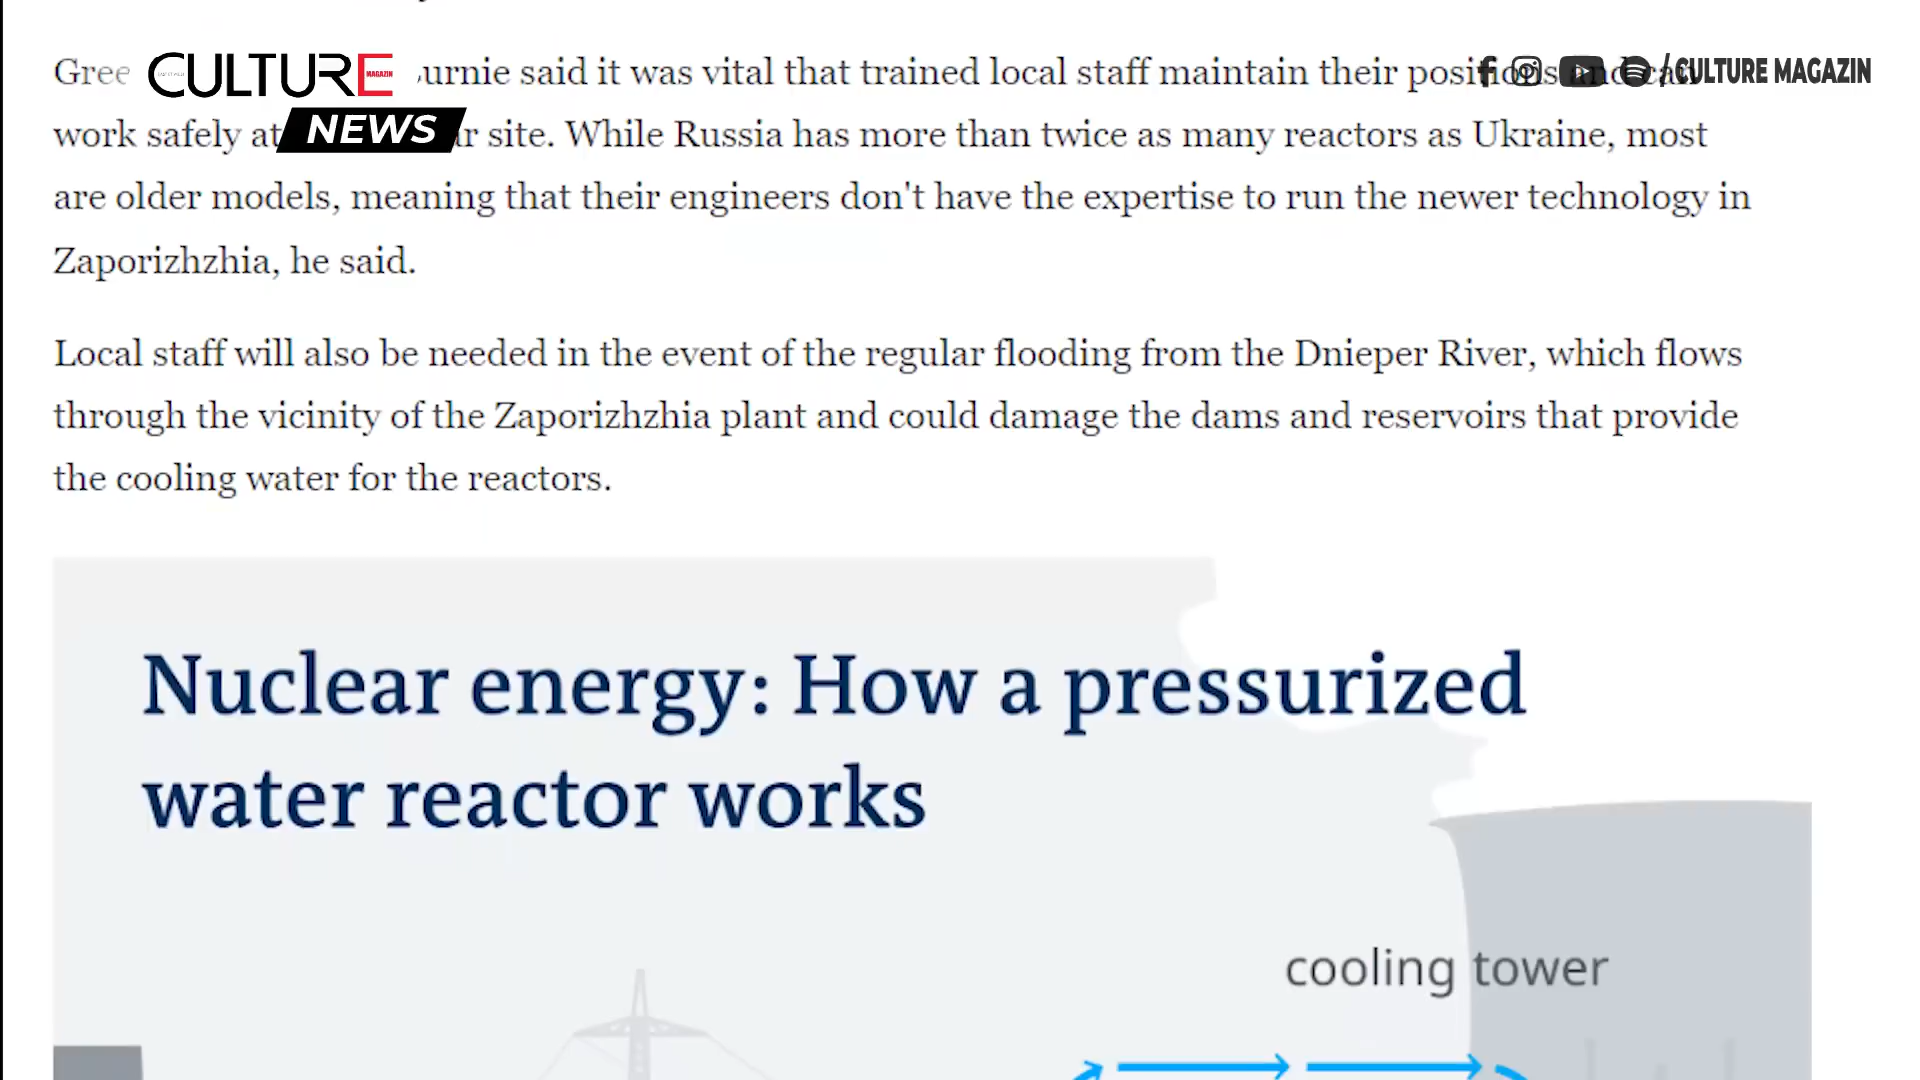 CULTURE
MAGAZIN
NEWS
/CULTURE MAGAZIN
Gree urnie said it was vital that trained local staff maintain their positions and can
work safely at r site. While Russia has more than twice as many reactors as Ukraine, most
are older models, meaning that their engineers don't have the expertise to run the newer technology in
Zaporizhzhia, he said.
Local staff will also be needed in the event of the regular flooding from the Dnieper River, which flows
through the vicinity of the Zaporizhzhia plant and could damage the dams and reservoirs that provide
the cooling water for the reactors.
Nuclear energy: How a pressurized
water reactor works
cooling tower